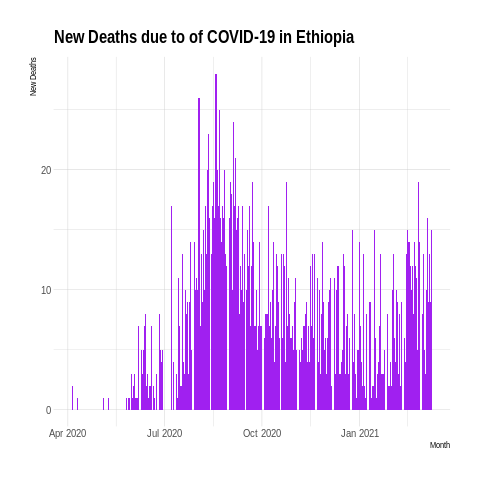 New Deaths due to of COVID-19 in Ethiopia
New Deaths
20
10
0
Apr 2020 Jul 2020 Oct 2020 Jan 2021
Month